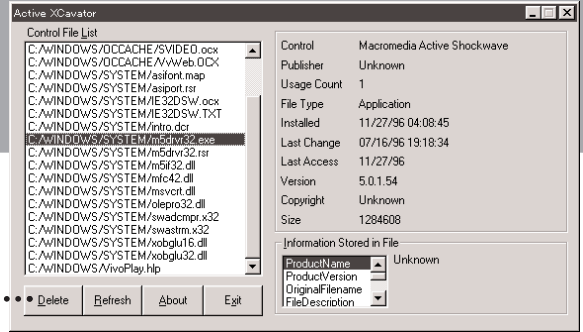 Active XCavator
Control File List
C:/WINDOWS/OCCACHE/SVIDEO.ocx
C:/WINDOWS/OCCACHE/VvWeb.OCX
C:/WINDOWS/SYSTEM/asifont.map
C:/WINDOWS/SYSTEM/asiport.rsr
C:/WINDOWS/SYSTEM/IE32DSW.ocx
C:/WINDOWS/SYSTEM/IE32DSW.TXT
C:/WINDOWS/SYSTEM/intro.dcr
C:/WINDOWS/SYSTEM/m5drvr32.exe
C:/WINDOWS/SYSTEM/m5drvr32.rsr
C:/WINDOWS/SYSTEM/m5if32.dll
C:/WINDOWS/SYSTEM/mfc42.dll
C:/WINDOWS/SYSTEM/msvcrt.dll
C:/WINDOWS/SYSTEM/olepro32.dll
C:/WINDOWS/SYSTEM/swadcmpr.x32
C:/WINDOWS/SYSTEM/swastrm.x32
C:/WINDOWS/SYSTEM/xobglu16.dll
C:/WINDOWS/SYSTEM/xobglu32.dll
C:/WINDOWS/VivoPlay.hlp
Delete Refresh About Exit
Control Macromedia Active Shockwave
Publisher Unknown
Usage Count 1
File Type Application
Installed 11/27/96 04:08:45
Last Change 07/16/96 19:18:34
Last Access 11/27/96
Version 5.0.1.54
Copyright Unknown
Size 1284608
Information Stored in File
ProductName Unknown
ProductVersion
OriginalFilename
FileDescription